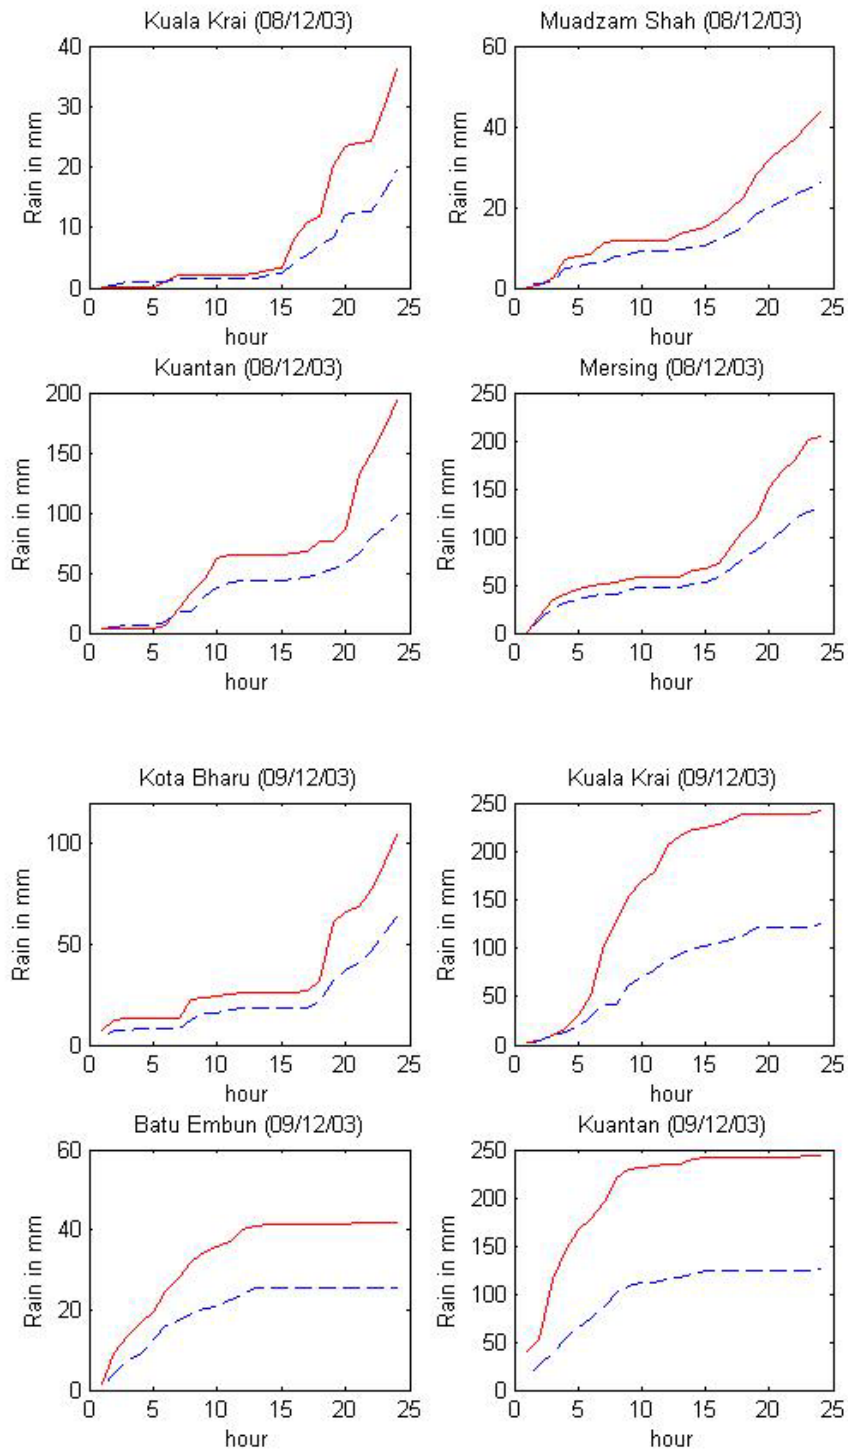 Kuala Krai (08/12/03)
Rain in mm
40
30
20
10
0
0 5 10 15 20 25
hour
Muadzam Shah (08/12/03)
Rain in mm
60
40
20
0
0 5 10 15 20 25
hour
Kuantan (08/12/03)
Rain in mm
200
150
100
50
0
0 5 10 15 20 25
hour
Mersing (08/12/03)
Rain in mm
250
200
150
100
50
0
0 5 10 15 20 25
hour
Kota Bharu (09/12/03)
Rain in mm
100
50
0
0 5 10 15 20 25
hour
Kuala Krai (09/12/03)
Rain in mm
250
200
150
100
50
0
0 5 10 15 20 25
hour
Batu Embun (09/12/03)
Rain in mm
60
40
20
0
0 5 10 15 20 25
hour
Kuantan (09/12/03)
Rain in mm
250
200
150
100
50
0
0 5 10 15 20 25
hour